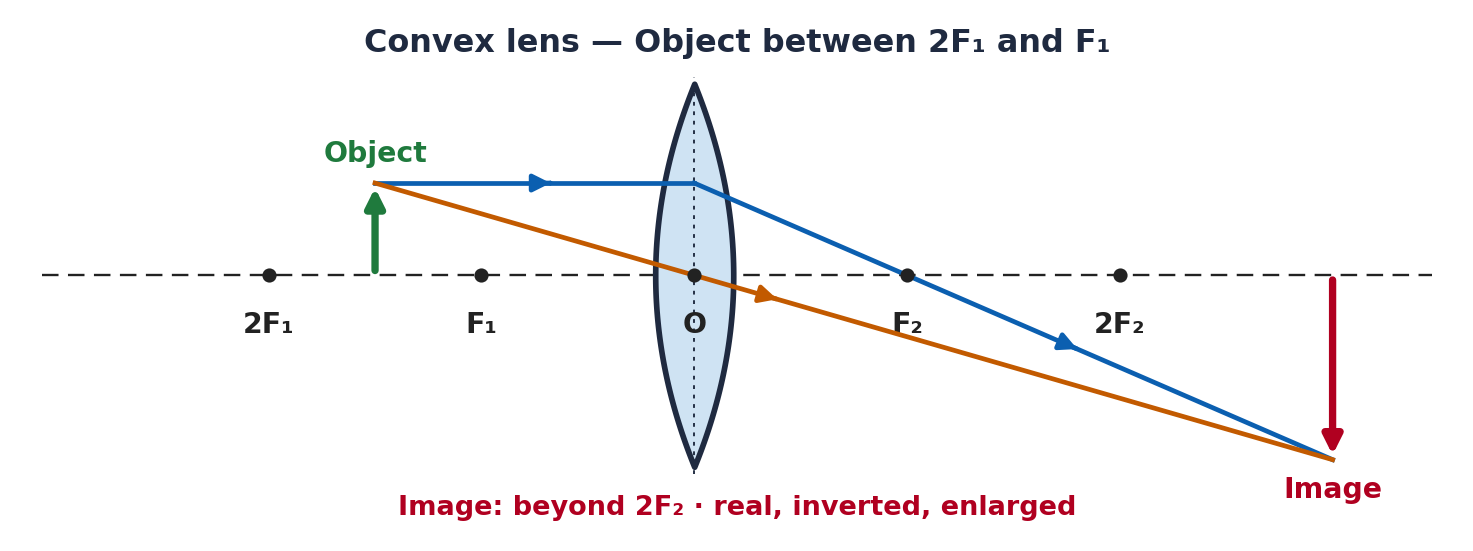 Convex lens — Object between 2F₁ and F₁
Object
2F₁ F₁ O F₂ 2F₂
Image
Image: beyond 2F₂ · real, inverted, enlarged